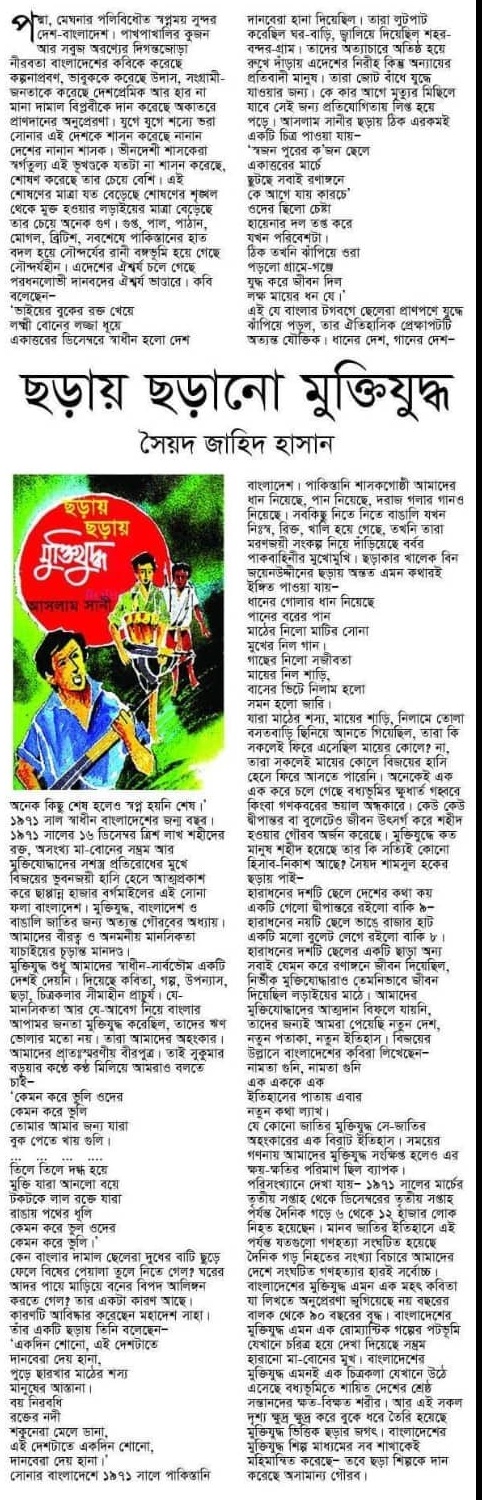 ছড়ায় ছড়ানো মুক্তিযুদ্ধ
সৈয়দ জাহিদ হাসান
পদ্মা, মেঘনার পলিবিধৌত স্বপ্নময় সুন্দর
দেশ-বাংলাদেশ। পাখপাখালির কূজন
আর সবুজ অরণ্যের দিগন্তজোড়া
নীরবতা বাংলাদেশের কবিকে করেছে
কল্পনাপ্রবণ, ভাবুককে করেছে উদাস, সংগ্রামী-
জনতাকে করেছে দেশপ্রেমিক আর হার না
মানা দামাল বিপ্লবীকে দান করেছে অকাতরে
প্রাণদানের অনুপ্রেরণা। যুগে যুগে শস্যে ভরা
সোনার এই দেশকে শাসন করেছে নানান
দেশের নানান শাসক। ভীনদেশী শাসকেরা
স্বর্গতুল্য এই ভূখণ্ডকে যতটা না শাসন করেছে,
শোষণ করেছে তার চেয়ে বেশি। এই
শোষণের মাত্রা যত বেড়েছে শোষণের শৃঙ্খল
থেকে মুক্ত হওয়ার লড়াইয়ের মাত্রা বেড়েছে
তার চেয়ে অনেক গুণ। গুপ্ত, পাল, পাঠান,
মোগল, ব্রিটিশ, সবশেষে পাকিস্তানের হাত
বদল হয়ে সৌন্দর্যের রানী বঙ্গভূমি হয়ে গেছে
সৌন্দর্যহীন। এদেশের ঐশ্বর্য চলে গেছে
পরধনলোভী দানবদের ঐশ্বর্য ভাণ্ডারে। কবি
বলেছেন–
'ভাইয়ের বুকের রক্ত খেয়ে
লক্ষ্মী বোনের লজ্জা ধুয়ে
একাত্তরের ডিসেম্বরে স্বাধীন হলো দেশ
ছড়ায়
ছড়ায়
মুক্তিযুদ্ধ
আসলাম সানী
অনেক কিছু শেষ হলেও স্বপ্ন হয়নি শেষ।'
১৯৭১ সাল স্বাধীন বাংলাদেশের জন্ম বছর।
১৯৭১ সালের ১৬ ডিসেম্বর ত্রিশ লাখ শহীদের
রক্ত, অসংখ্য মা-বোনের সম্ভ্রম আর
মুক্তিযোদ্ধাদের সশস্ত্র প্রতিরোধের মুখে
বিজয়ের ভুবনজয়ী হাসি হেসে আত্মপ্রকাশ
করে ছাপ্পান্ন হাজার বর্গমাইলের এই সোনা
ফলা বাংলাদেশ। মুক্তিযুদ্ধ, বাংলাদেশ ও
বাঙালি জাতির জন্য অত্যন্ত গৌরবের অধ্যায়।
আমাদের বীরত্ব ও অনমনীয় মানসিকতা
যাচাইয়ের চূড়ান্ত মানদণ্ড।
মুক্তিযুদ্ধ শুধু আমাদের স্বাধীন-সার্বভৌম একটি
দেশই দেয়নি। দিয়েছে কবিতা, গল্প, উপন্যাস,
ছড়া, চিত্রকলার সীমাহীন প্রাচুর্য। যে-
মানসিকতা আর যে-আবেগ নিয়ে বাংলার
আপামর জনতা মুক্তিযুদ্ধ করেছিল, তাদের ঋণ
ভোলার মতো নয়। তারা আমাদের অহংকার।
আমাদের প্রাতঃস্মরণীয় বীরপুত্র। তাই সুকুমার
বড়ুয়ার কণ্ঠে কণ্ঠ মিলিয়ে আমরাও বলতে
চাই–
'কেমন করে ভুলি ওদের
কেমন করে ভুলি
তোমার আমার জন্য যারা
বুক পেতে খায় গুলি।
... ... ... ....
তিলে তিলে দগ্ধ হয়ে
মুক্তি যারা আনলো বয়ে
টকটকে লাল রক্তে যারা
রাঙায় পথের ধূলি
কেমন করে ভুল ওদের
কেমন করে ভুলি।'
কেন বাংলার দামাল ছেলেরা দুধের বাটি ছুড়ে
ফেলে বিষের পেয়ালা তুলে নিতে গেল? ঘরের
আদর পায়ে মাড়িয়ে বনের বিপদ আলিঙ্গন
করতে গেল? তার একটা কারণ আছে।
কারণটি আবিষ্কার করেছেন মহাদেশ সাহা।
তাঁর একটি ছড়ায় তিনি বলেছেন–
'একদিন শোনো, এই দেশটাতে
দানবেরা দেয় হানা,
পুড়ে ছারখার মাঠের শস্য
মানুষের আস্তানা।
বয় নিরবধি
রক্তের নদী
শকুনেরা মেলে ডানা,
এই দেশটাতে একদিন শোনো,
দানবেরা দেয় হানা।'
সোনার বাংলাদেশে ১৯৭১ সালে পাকিস্তানি
দানবেরা হানা দিয়েছিল। তারা লুটপাট
করেছিল ঘর-বাড়ি, জ্বালিয়ে দিয়েছিল শহর-
বন্দর-গ্রাম। তাদের অত্যাচারে অতিষ্ঠ হয়ে
রুখে দাঁড়ায় এদেশের নিরীহ কিন্তু অন্যায়ের
প্রতিবাদী মানুষ। তারা জোট বাঁধে যুদ্ধে
যাওয়ার জন্য। কে কার আগে মৃত্যুর মিছিলে
যাবে সেই জন্য প্রতিযোগিতায় লিপ্ত হয়ে
পড়ে। আসলাম সানীর ছড়ায় ঠিক এরকমই
একটি চিত্র পাওয়া যায়–
'স্বজন পুরের ক'জন ছেলে
একাত্তরের মার্চে
ছুটছে সবাই রণাঙ্গনে
কে আগে যায় কারচে'
ওদের ছিলো চেষ্টা
হায়েনার দল তপ্ত করে
যখন পরিবেশটা।
ঠিক তখনি ঝাঁপিয়ে ওরা
পড়লো গ্রামে-গঞ্জে
যুদ্ধ করে জীবন দিল
লক্ষ মায়ের ধন যে।'
এই যে বাংলার টগবগে ছেলেরা প্রাণপণে যুদ্ধে
ঝাঁপিয়ে পড়ল, তার ঐতিহাসিক প্রেক্ষাপটটি
অত্যন্ত যৌক্তিক। ধানের দেশ, গানের দেশ–
বাংলাদেশ। পাকিস্তানি শাসকগোষ্ঠী আমাদের
ধান নিয়েছে, পান নিয়েছে, দরাজ গলার গানও
নিয়েছে। সবকিছু নিতে নিতে বাঙালি যখন
নিঃস্ব, রিক্ত, খালি হয়ে গেছে, তখনি তারা
মরণজয়ী সংকল্প নিয়ে দাঁড়িয়েছে বর্বর
পাকবাহিনীর মুখোমুখি। ছড়াকার খালেক বিন
জয়েনউদ্দীনের ছড়ায় অন্তত এমন কথারই
ইঙ্গিত পাওয়া যায়–
ধানের গোলার ধান নিয়েছে
পানের বরের পান
মাঠের নিলো মাটির সোনা
মুখের নিল গান।
গাছের নিলো সজীবতা
মায়ের নিল শাড়ি,
বাসের ভিটে নিলাম হলো
সমন হলো জারি।
যারা মাঠের শস্য, মায়ের শাড়ি, নিলামে তোলা
বসতবাড়ি ছিনিয়ে আনতে গিয়েছিল, তারা কি
সকলেই ফিরে এসেছিল মায়ের কোলে? না,
তারা সকলেই মায়ের কোলে বিজয়ের হাসি
হেসে ফিরে আসতে পারেনি। অনেকেই এক
এক করে চলে গেছে বধ্যভূমির ক্ষুধার্ত গহ্বরে
কিংবা গণকবরের ভয়াল অন্ধকারে। কেউ কেউ
দ্বীপান্তর বা বুলেটেও জীবন উৎসর্গ করে শহীদ
হওয়ার গৌরব অর্জন করেছে। মুক্তিযুদ্ধে কত
মানুষ শহীদ হয়েছে তার কি সত্যিই কোনো
হিসাব-নিকাশ আছে? সৈয়দ শামসুল হকের
ছড়ায় পাই–
হারাধনের দশটি ছেলে দেশের কথা কয়
একটি গেলো দ্বীপান্তরে রইলো বাকি ৯–
হারাধনের নয়টি ছেলে ভাঙে রাজার হাট
একটি মলো বুলেট লেগে রইলো বাকি ৮।
হারাধনের দশটি ছেলের একটি ছাড়া অন্য
সবাই যেমন করে রণাঙ্গনে জীবন দিয়েছিল,
নির্ভীক মুক্তিযোদ্ধারাও তেমনিভাবে জীবন
দিয়েছিল লড়াইয়ের মাঠে। আমাদের
মুক্তিযোদ্ধাদের আত্মদান বিফলে যায়নি,
তাদের জন্যই আমরা পেয়েছি নতুন দেশ,
নতুন পতাকা, নতুন ইতিহাস। বিজয়ের
উল্লাসে বাংলাদেশের কবিরা লিখেছেন–
নামতা গুনি, নামতা গুনি
এক এককে এক
ইতিহাসের পাতায় এবার
নতুন কথা ল্যাখ।
যে কোনো জাতির মুক্তিযুদ্ধ সে-জাতির
অহংকারের এক বিরাট ইতিহাস। সময়ের
গণনায় আমাদের মুক্তিযুদ্ধ সংক্ষিপ্ত হলেও এর
ক্ষয়-ক্ষতির পরিমাণ ছিল ব্যাপক।
পরিসংখ্যানে দেখা যায়– ১৯৭১ সালের মার্চের
তৃতীয় সপ্তাহ থেকে ডিসেম্বরের তৃতীয় সপ্তাহ
পর্যন্ত দৈনিক গড়ে ৬ থেকে ১২ হাজার লোক
নিহত হয়েছেন। মানব জাতির ইতিহাসে এই
পর্যন্ত যতগুলো গণহত্যা সংঘটিত হয়েছে
দৈনিক গড় নিহতের সংখ্যা বিচারে আমাদের
দেশে সংঘটিত গণহত্যার হারই সর্বোচ্চ।
বাংলাদেশের মুক্তিযুদ্ধ এমন এক মহৎ কবিতা
যা লিখতে অনুপ্রেরণা জুগিয়েছে নয় বছরের
বালক থেকে ৯০ বছরের বৃদ্ধ। বাংলাদেশের
মুক্তিযুদ্ধ এমন এক রোম্যান্টিক গল্পের পটভূমি
যেখানে চরিত্র হয়ে দেখা দিয়েছে সম্ভ্রম
হারানো মা-বোনের মুখ। বাংলাদেশের
মুক্তিযুদ্ধ এমনই এক চিত্রকলা যেখানে উঠে
এসেছে বধ্যভূমিতে শায়িত দেশের শ্রেষ্ঠ
সন্তানদের ক্ষত-বিক্ষত শরীর। আর এই সকল
দৃশ্য ক্ষুদ্র ক্ষুদ্র করে বুকে ধরে তৈরি হয়েছে
মুক্তিযুদ্ধ ভিত্তিক ছড়ার জগৎ। বাংলাদেশের
মুক্তিযুদ্ধ শিল্প মাধ্যমের সব শাখাকেই
মহিমান্বিত করেছে– তবে ছড়া শিল্পকে দান
করেছে অসামান্য গৌরব।